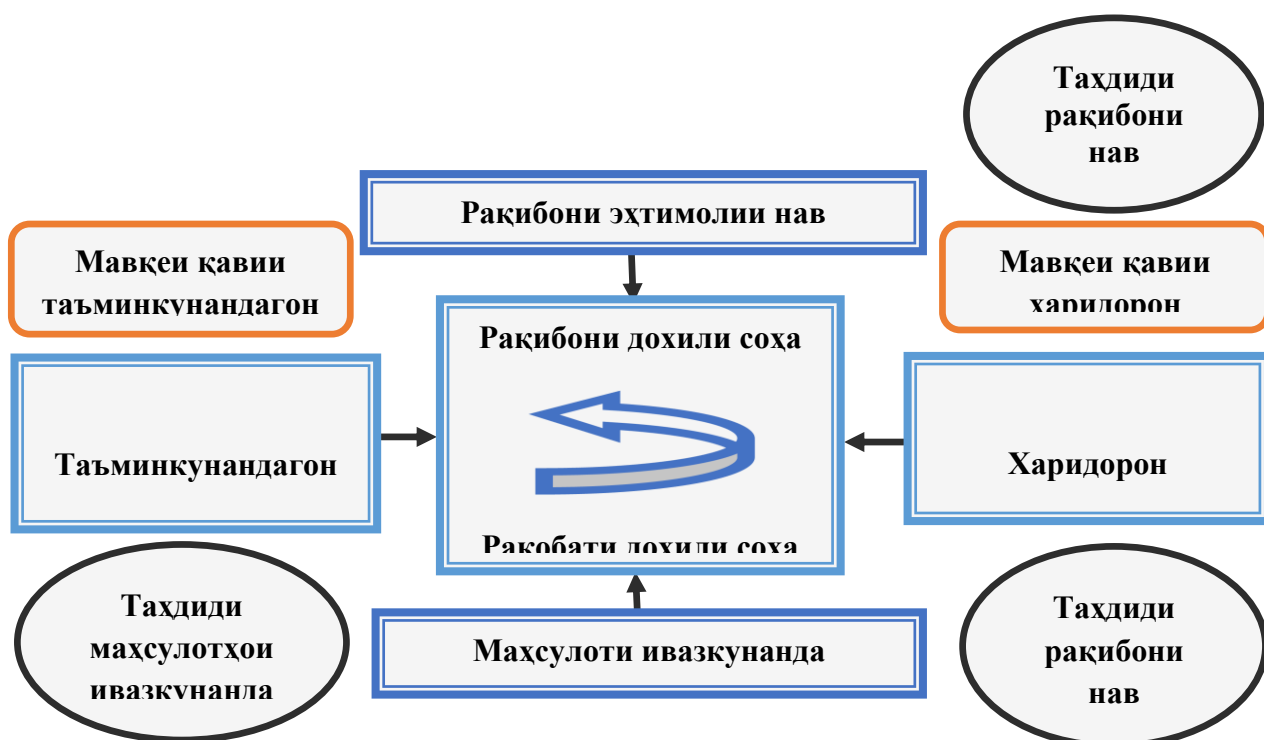 Таҳдиди
рақибони
нав
Рақибони эҳтимолии нав
Мавқеи қавии
таъминкунандагон
Мавқеи қавии
харидорон
Рақибони дохили соҳа
Таъминкунандагон
Харидорон
Рақобати дохили соҳа
Таҳдиди
маҳсулотҳои
ивазкунанда
Маҳсулоти ивазкунанда
Таҳдиди
рақибони
нав